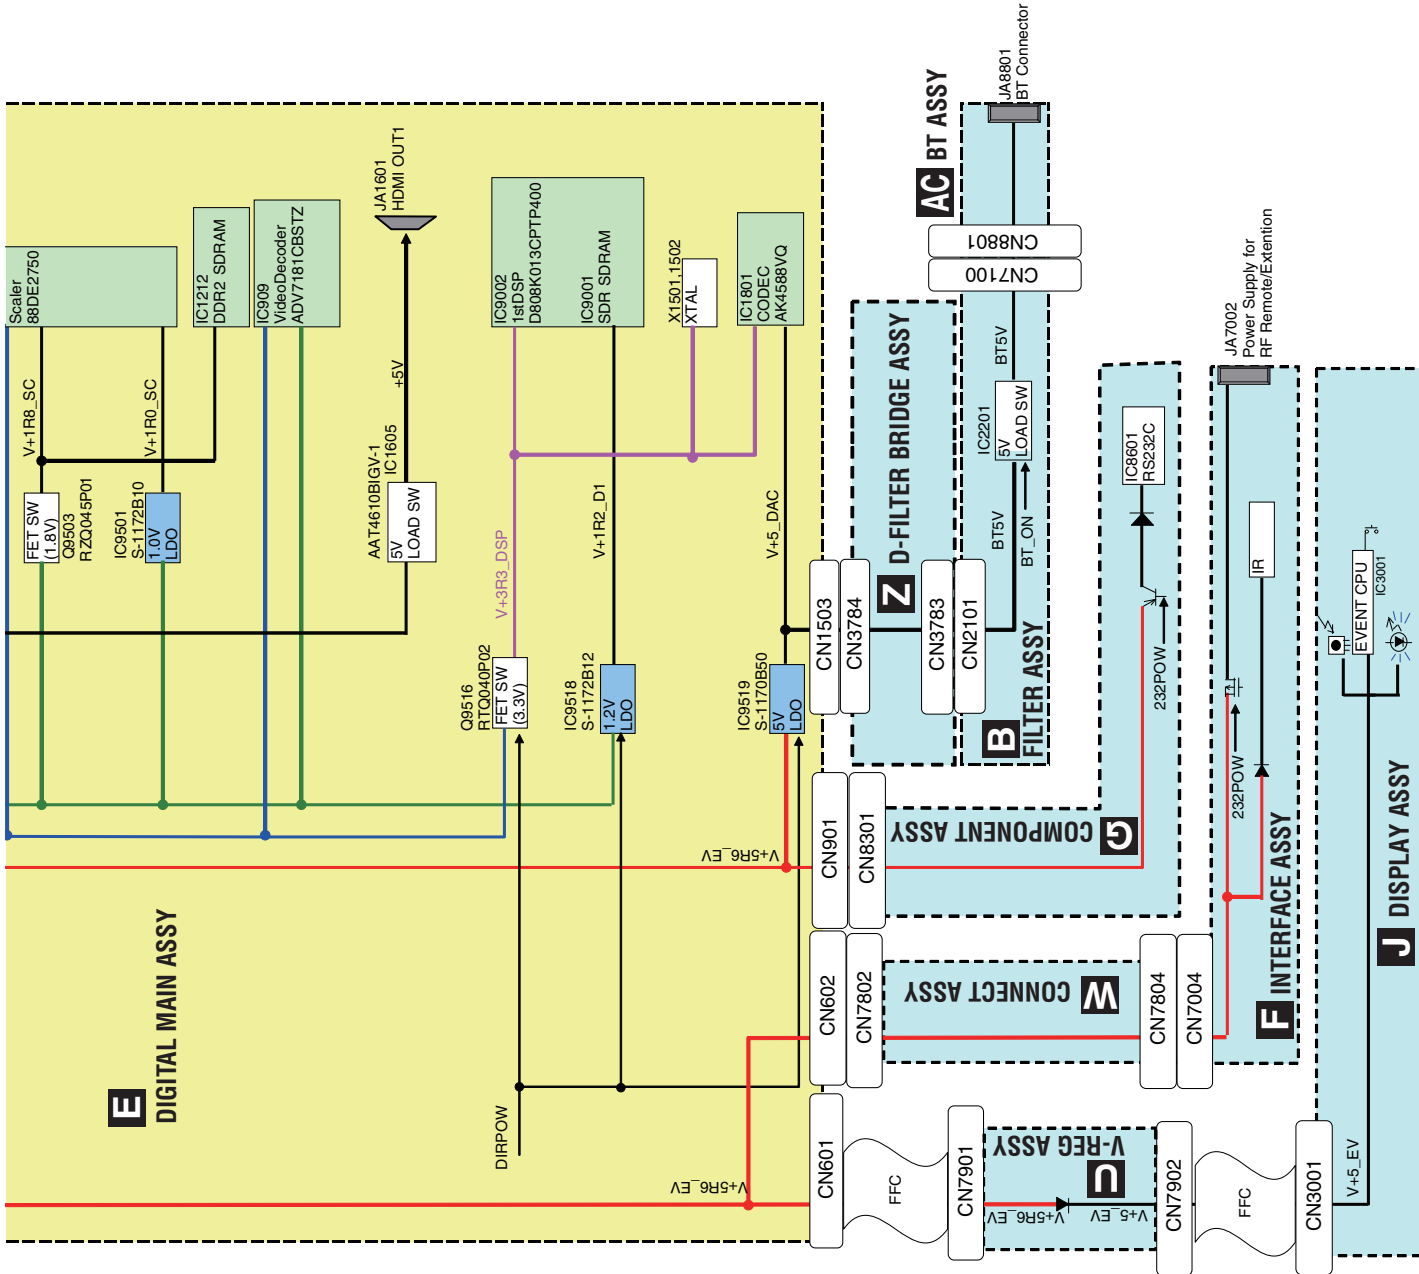 Scaler
88DE2750
IC1212
DDR2 SDRAM
IC909
VideoDecoder
ADV7181CBSTZ
JA1601
HDMI OUT1
IC9002
1stDSP
D808K013CPTP400
IC9001
SDR SDRAM
X1501,1502
XTAL
IC1801
CODEC
AK4588VQ
V+1R8_SC
V+1R0_SC
+5V
V+3R3_DSP
V+1R2_D1
V+5_DAC
FET SW
(1.8V)
Q9503
RZQ045P01
IC9501
S-1172B10
1.0V
LDO
AAT4610BIGV-1
IC1605
5V
LOAD SW
Q9516
RTQ040P02
FET SW
(3.3V)
IC9518
S-1172B12
1.2V
LDO
IC9519
S-1170B50
5V
LDO
V+5R6_EV
E
DIGITAL MAIN ASSY
DIRPOW
V+5R6_EV
CN1503
CN3784
Z
D-FILTER BRIDGE ASSY
CN3783
CN2101
B
FILTER ASSY
BT5V
BT_ON
IC2201
5V
LOAD SW
BT5V
CN7100
CN8801
AC
BT ASSY
JA8801
BT Connector
CN901
CN8301
COMPONENT ASSY
G
232POW
IC8601
RS232C
CN602
CN7802
CONNECT ASSY
W
CN7804
CN7004
F
INTERFACE ASSY
232POW
IR
JA7002
Power Supply for
RF Remote/Extention
CN601
FFC
CN7901
V-REG ASSY
U
V+5R6_EV
V+5_EV
CN7902
FFC
CN3001
V+5_EV
J
DISPLAY ASSY
EVENT CPU
IC3001